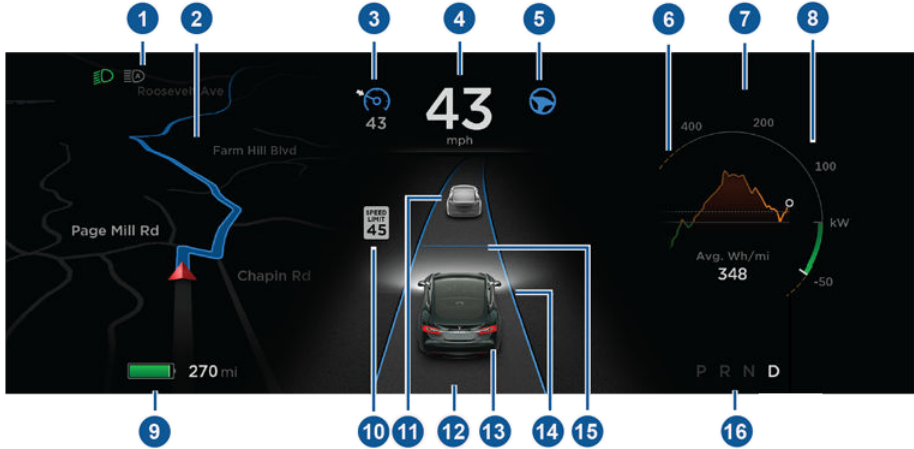 1 2 3 4 5 6 7 8
A
Roosevelt Ave
43
43
mph
400 200
Farm Hill Blvd
100
SPEED
LIMIT
45
Page Mill Rd
kW
Avg. Wh/mi
348
Chapin Rd
-50
270 mi
P R N D
9 10 11 12 13 14 15 16